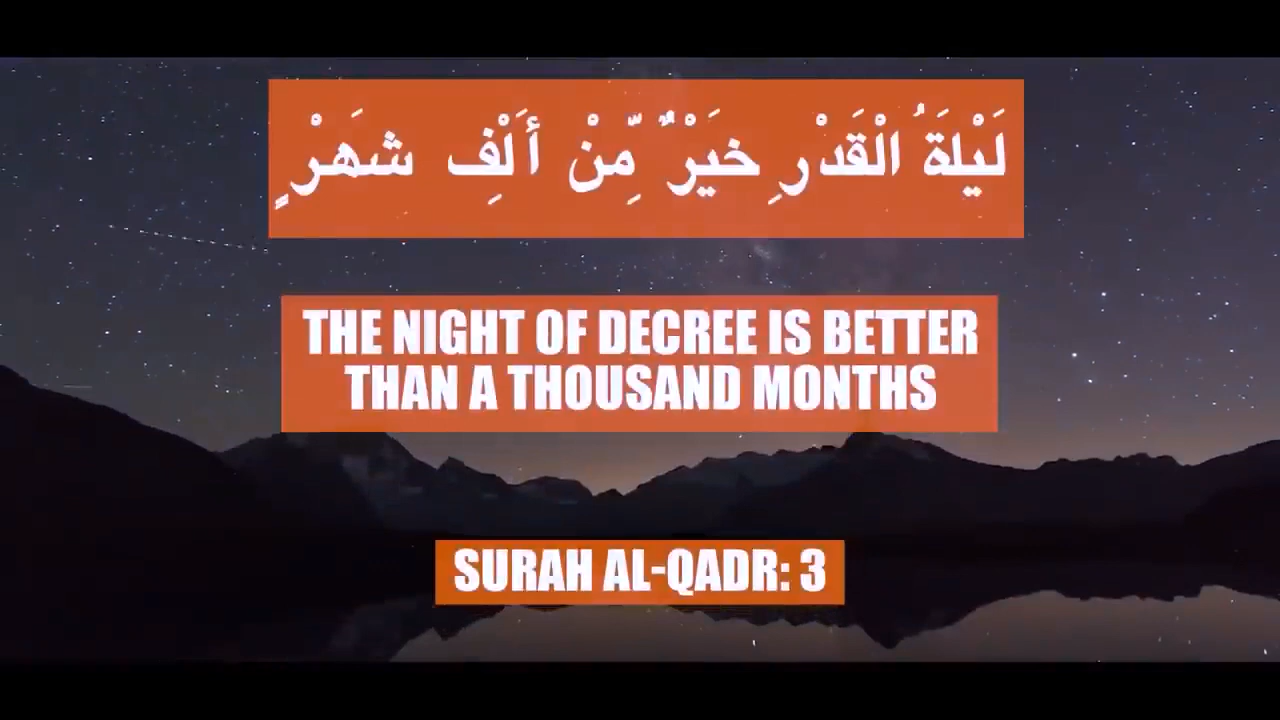 لَيْلَةُ الْقَدْرِ خَيْرٌ مِّنْ أَلْفِ شَهْرٍ
THE NIGHT OF DECREE IS BETTER
THAN A THOUSAND MONTHS
SURAH AL-QADR: 3